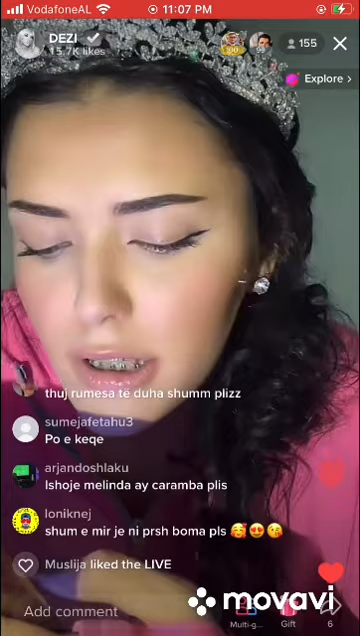 VodafoneAL
11:07 PM
DEZI
15.7K likes
155
Explore >
thuj rumesa të duha shumm plizz
sumejafetahu3
Po e keqe
arjandoshlaku
Ishoje melinda ay caramba plis
loniknej
shum e mir je ni prsh boma pls 🥰😍😘
Muslija liked the LIVE
Add comment
Multi-g...
Gift
6
movavi